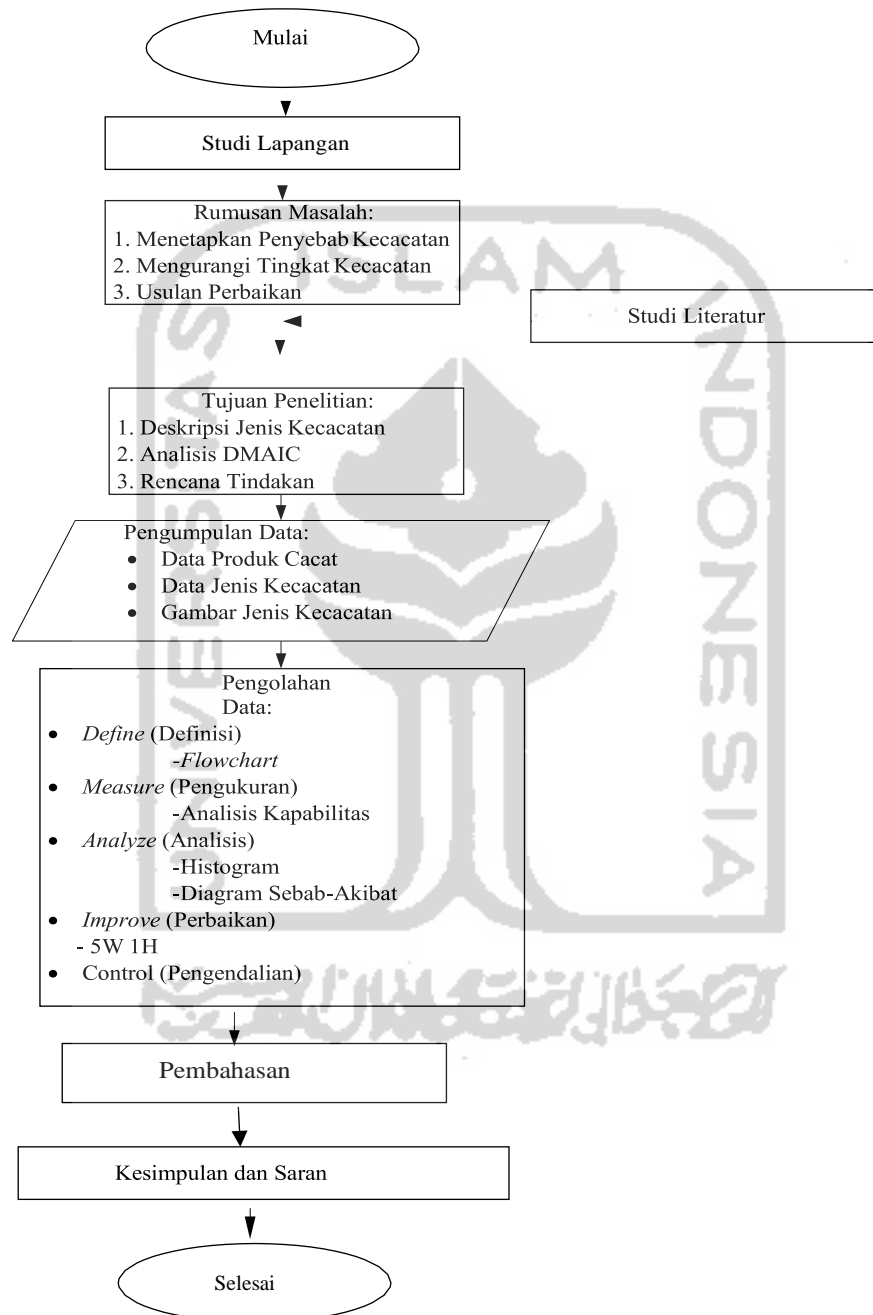 Mulai
Studi Lapangan
Rumusan Masalah:
1. Menetapkan Penyebab Kecacatan
2. Mengurangi Tingkat Kecacatan
3. Usulan Perbaikan
Studi Literatur
Tujuan Penelitian:
1. Deskripsi Jenis Kecacatan
2. Analisis DMAIC
3. Rencana Tindakan
Pengumpulan Data:
• Data Produk Cacat
• Data Jenis Kecacatan
• Gambar Jenis Kecacatan
Pengolahan
Data:
• Define (Definisi)
-Flowchart
• Measure (Pengukuran)
-Analisis Kapabilitas
• Analyze (Analisis)
-Histogram
-Diagram Sebab-Akibat
• Improve (Perbaikan)
- 5W 1H
• Control (Pengendalian)
Pembahasan
Kesimpulan dan Saran
Selesai
UNIVERSITAS
ISLAM
INDONESIA